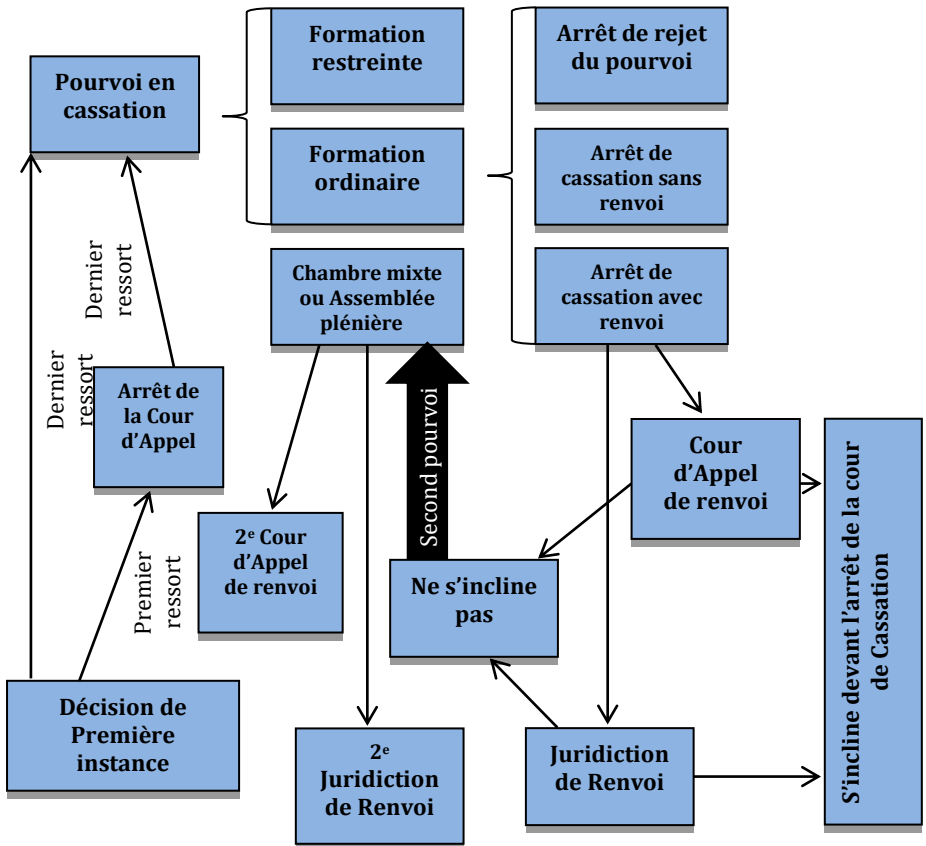 Pourvoi en
cassation
Formation
restreinte
Formation
ordinaire
Chambre mixte
ou Assemblée
plénière
Arrêt de rejet
du pourvoi
Arrêt de
cassation sans
renvoi
Arrêt de
cassation avec
renvoi
Dernier
ressort
Dernier
ressort
Arrêt de
la Cour
d'Appel
Premier
ressort
Décision de
Première
instance
2e Cour
d'Appel
de renvoi
2e
Juridiction
de Renvoi
Second pourvoi
Ne s'incline
pas
Cour
d'Appel
de renvoi
Juridiction
de Renvoi
S'incline devant l'arrêt de la cour
de Cassation